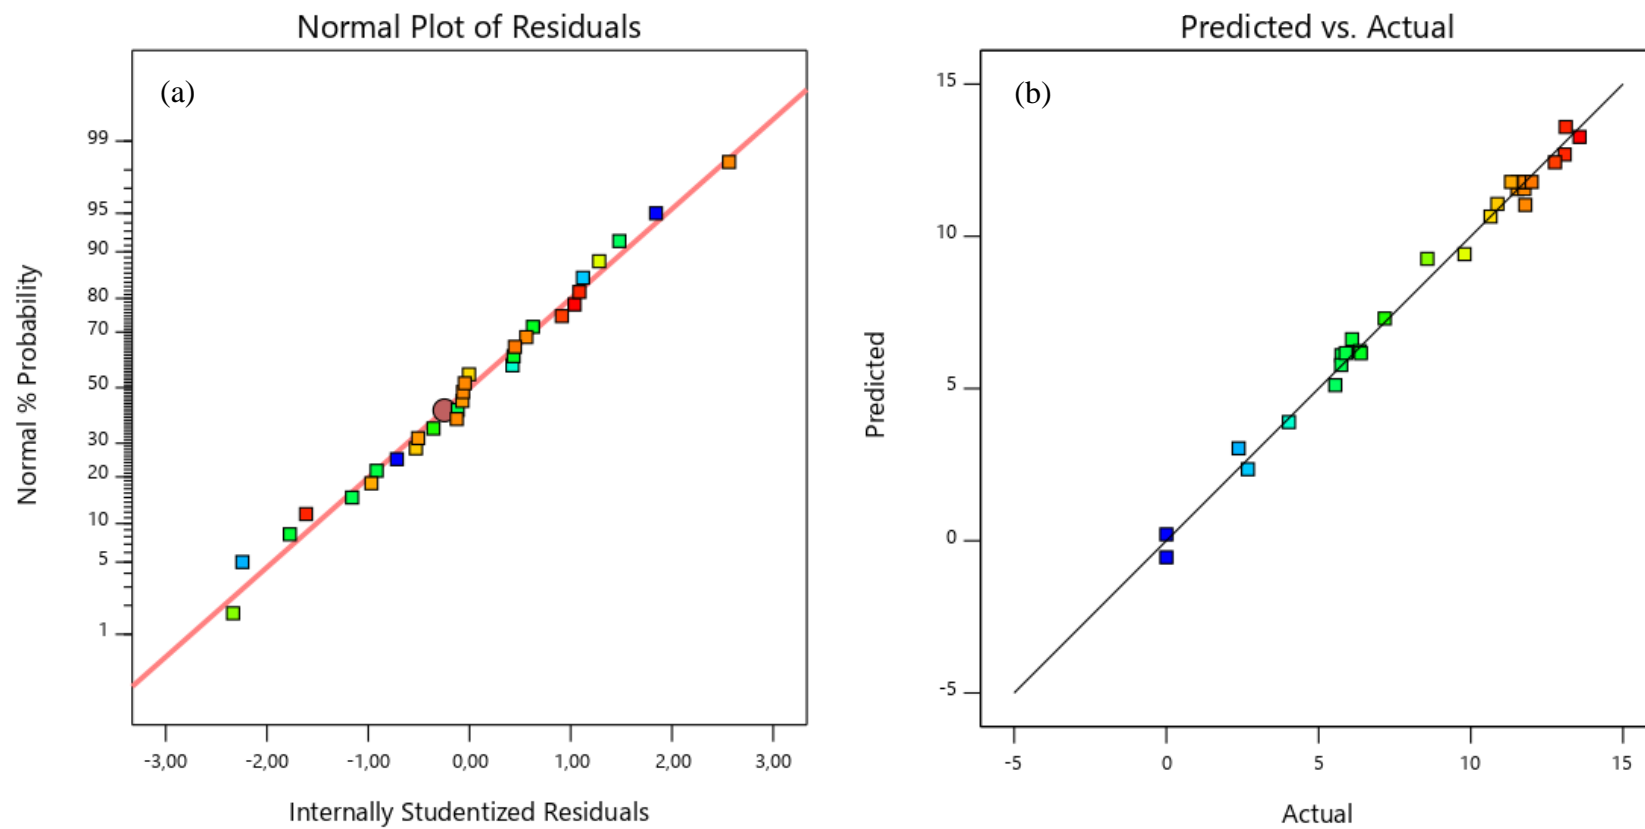 Normal Plot of Residuals
(a)
Normal % Probability
99
95
90
80
70
50
30
20
10
5
1
-3,00 -2,00 -1,00 0,00 1,00 2,00 3,00
Internally Studentized Residuals
Predicted vs. Actual
(b)
Predicted
15
10
5
0
-5
-5 0 5 10 15
Actual